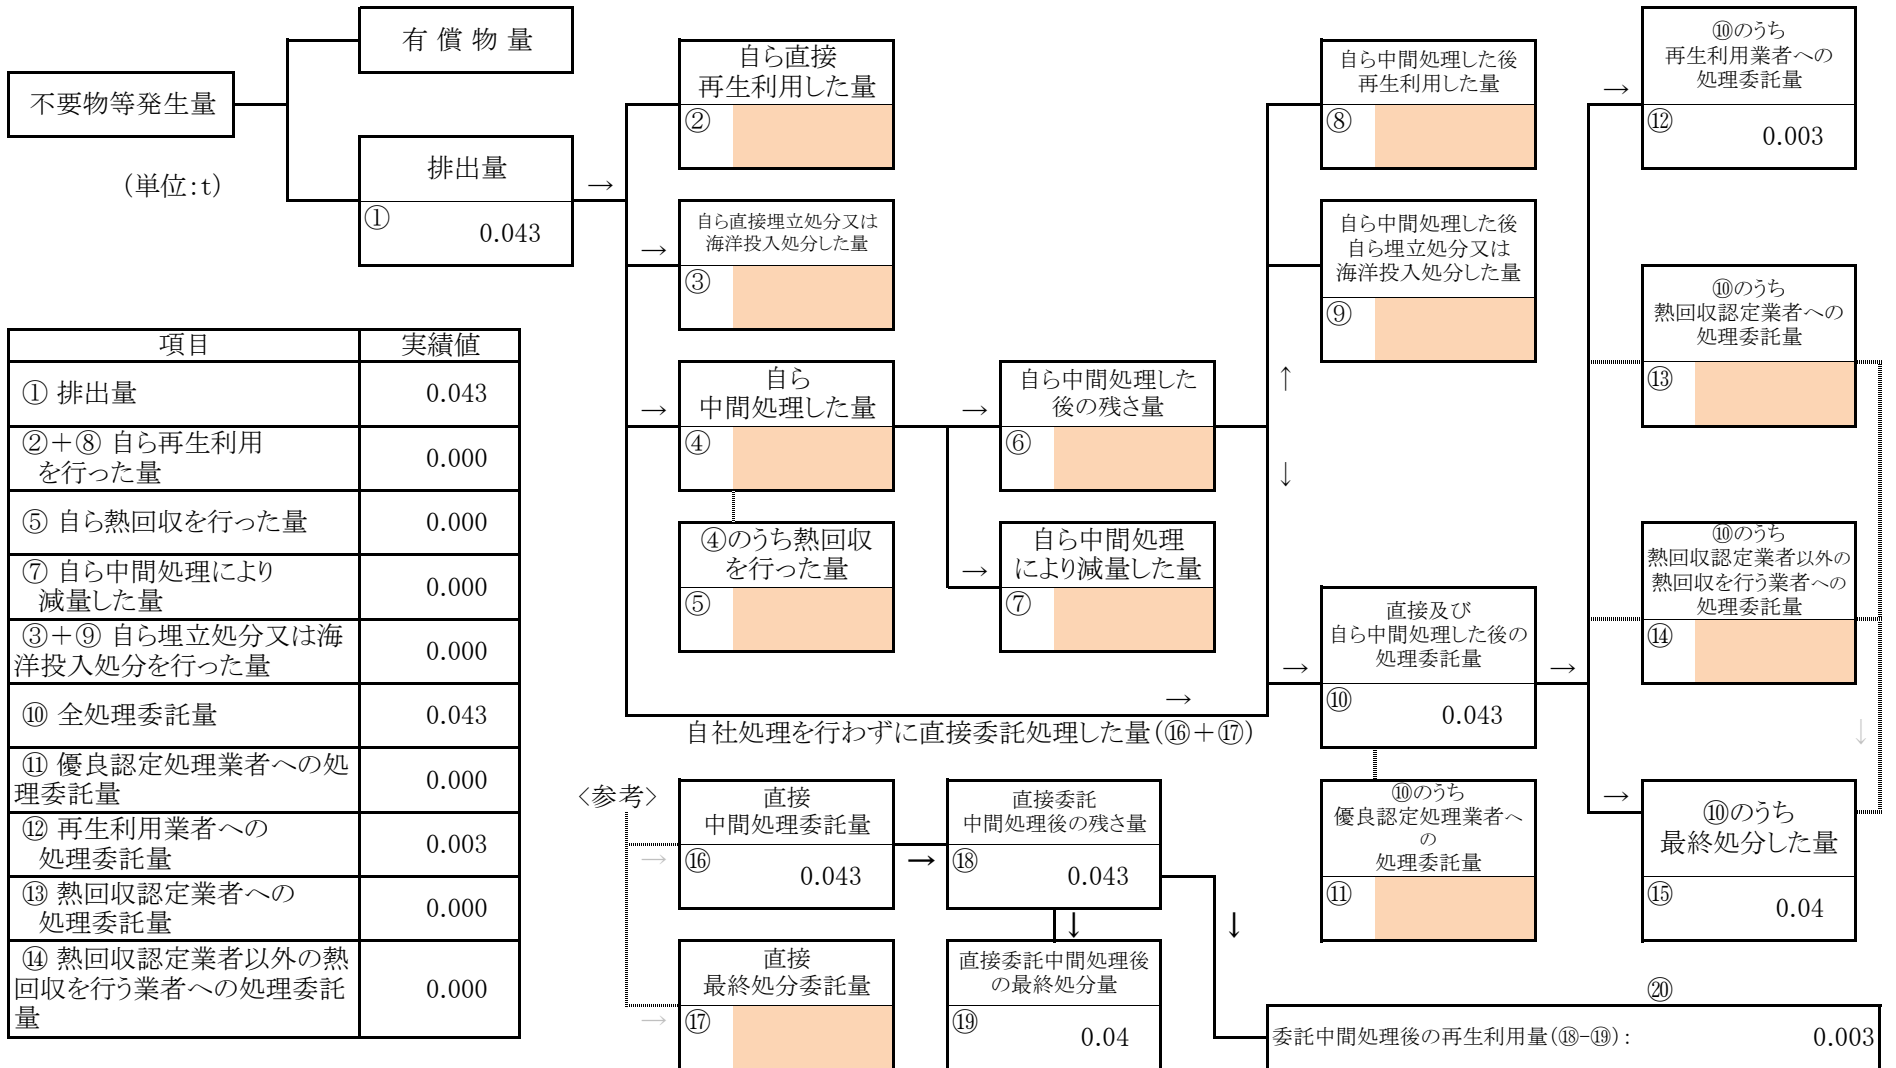 有 償 物 量
不要物等発生量
排出量
(単位:t)
①
0.043
→
自ら直接
再生利用した量
②
自ら直接埋立処分又は
海洋投入処分した量
→
③
自ら
中間処理した量
→
④
④のうち熱回収
を行った量
⑤
自ら中間処理した
後の残さ量
→
⑥
自ら中間処理
により減量した量
→
⑦
自ら中間処理した後
再生利用した量
⑧
自ら中間処理した後
自ら埋立処分又は
海洋投入処分した量
⑨
↑
↓
直接及び
自ら中間処理した後の
処理委託量
→
⑩
0.043
→
→
自社処理を行わずに直接委託処理した量(⑯+⑰)
⑩のうち
優良認定処理業者へ
の
処理委託量
⑪
⑩のうち
再生利用業者への
処理委託量
→
⑫
0.003
⑩のうち
熱回収認定業者への
処理委託量
⑬
⑩のうち
熱回収認定業者以外の
熱回収を行う業者への
処理委託量
⑭
↓
→
⑩のうち
最終処分した量
⑮
0.04
項目 実績値
① 排出量 0.043
②+⑧ 自ら再生利用
を行った量 0.000
⑤ 自ら熱回収を行った量 0.000
⑦ 自ら中間処理により
減量した量 0.000
③+⑨ 自ら埋立処分又は海
洋投入処分を行った量 0.000
⑩ 全処理委託量 0.043
⑪ 優良認定処理業者への処
理委託量 0.000
⑫ 再生利用業者への
処理委託量 0.003
⑬ 熱回収認定業者への
処理委託量 0.000
⑭ 熱回収認定業者以外の熱
回収を行う業者への処理委託
量 0.000
<参考>
直接
中間処理委託量
→
⑯
0.043
→
直接委託
中間処理後の残さ量
⑱
0.043
↓
↓
直接
最終処分委託量
→
⑰
直接委託中間処理後
の最終処分量
⑲
0.04
⑳
委託中間処理後の再生利用量(⑱-⑲): 0.003